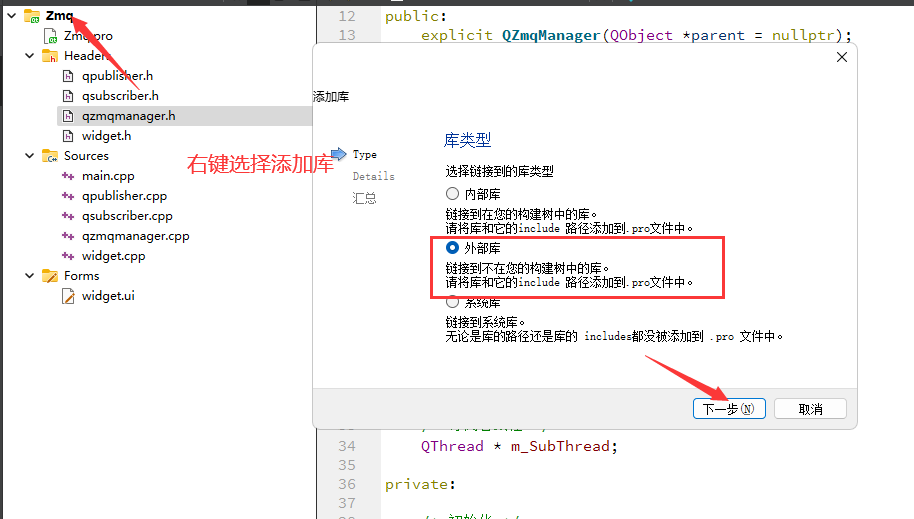 Zmq
Zmq.pro
Headers
qpublisher.h
qsubscriber.h
qzmqmanager.h
widget.h
Sources
main.cpp
qpublisher.cpp
qsubscriber.cpp
qzmqmanager.cpp
widget.cpp
Forms
widget.ui
右键选择添加库
12 public:
13 explicit QZmqManager(QObject *parent = nullptr);
添加库
Type
Details
汇总
库类型
选择链接到的库类型
内部库
链接到在您的构建树中的库。
请将库和它的include 路径添加到.pro文件中。
外部库
链接到不在您的构建树中的库。
请将库和它的include 路径添加到.pro文件中。
系统库
链接到系统库。
无论是库的路径还是库的 includes都没被添加到 .pro 文件中。
下一步(N)
取消
34 QThread * m_SubThread;
35
36 private:
37